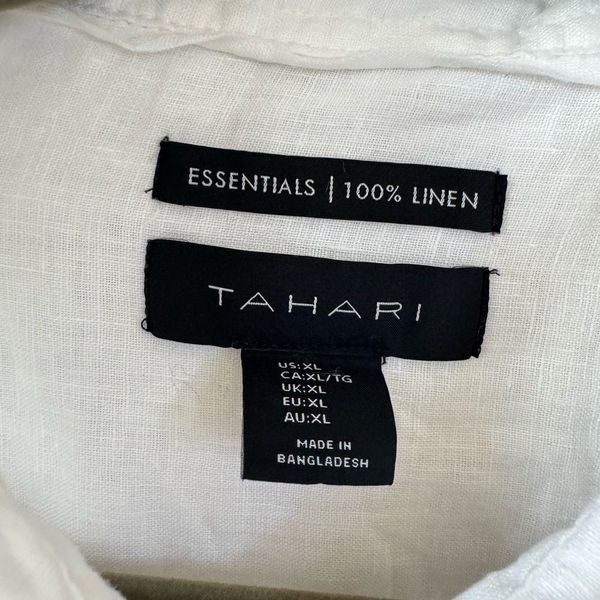 ESSENTIALS | 100% LINEN
TAHARI
US:XL
CA:XL/TG
UK:XL
EU:XL
AU:XL
MADE IN
BANGLADESH